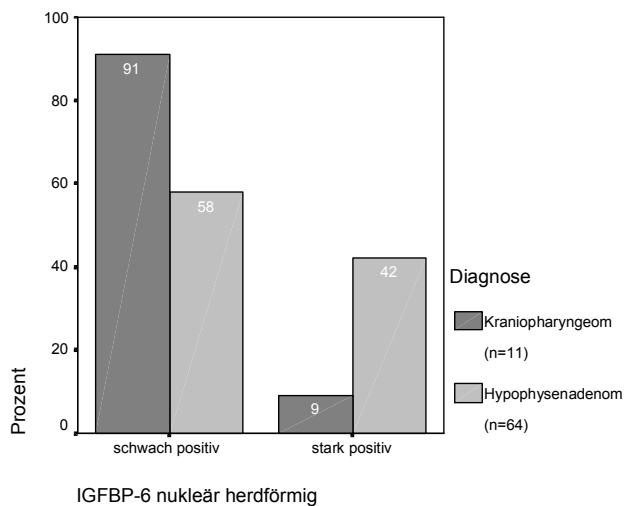 100
80
60
40
20
0
Prozent
91
58
9
42
schwach positiv
stark positiv
IGFBP-6 nukleär herdförmig
Diagnose
Kraniopharyngeom
(n=11)
Hypophysenadenom
(n=64)